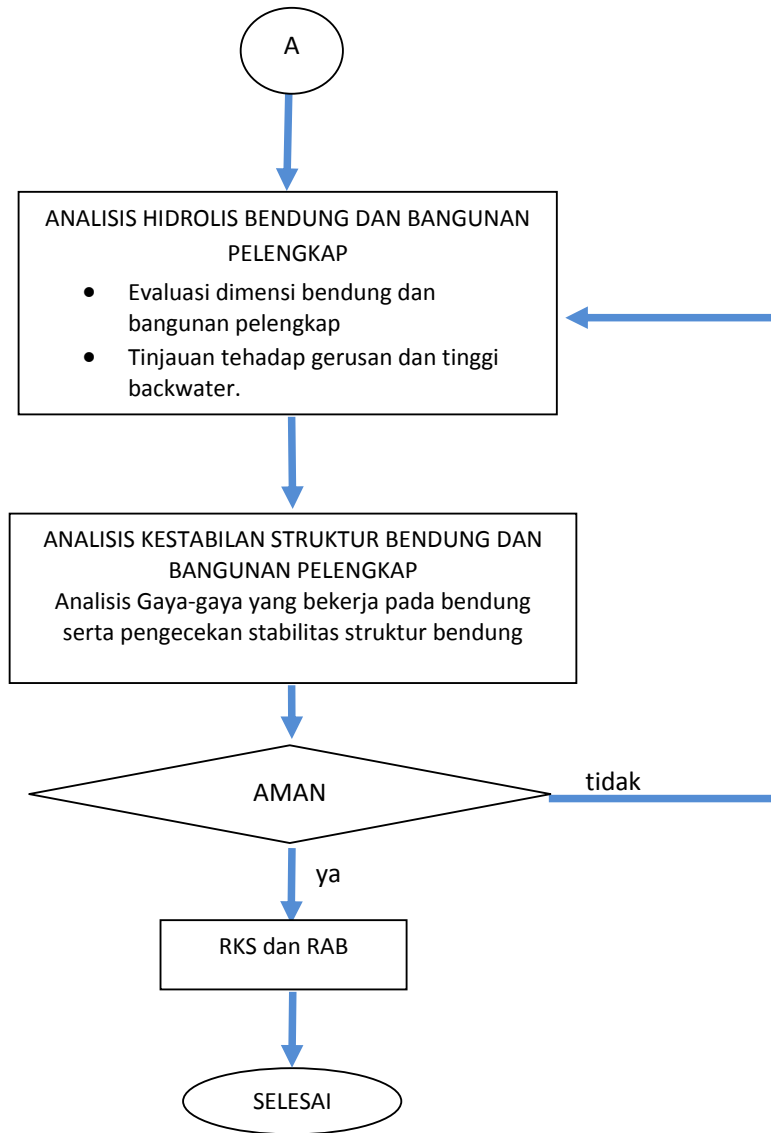 A
ANALISIS HIDROLIS BENDUNG DAN BANGUNAN
PELENGKAP
• Evaluasi dimensi bendung dan
bangunan pelengkap
• Tinjauan tehadap gerusan dan tinggi
backwater.
ANALISIS KESTABILAN STRUKTUR BENDUNG DAN
BANGUNAN PELENGKAP
Analisis Gaya-gaya yang bekerja pada bendung
serta pengecekan stabilitas struktur bendung
AMAN
tidak
ya
RKS dan RAB
SELESAI